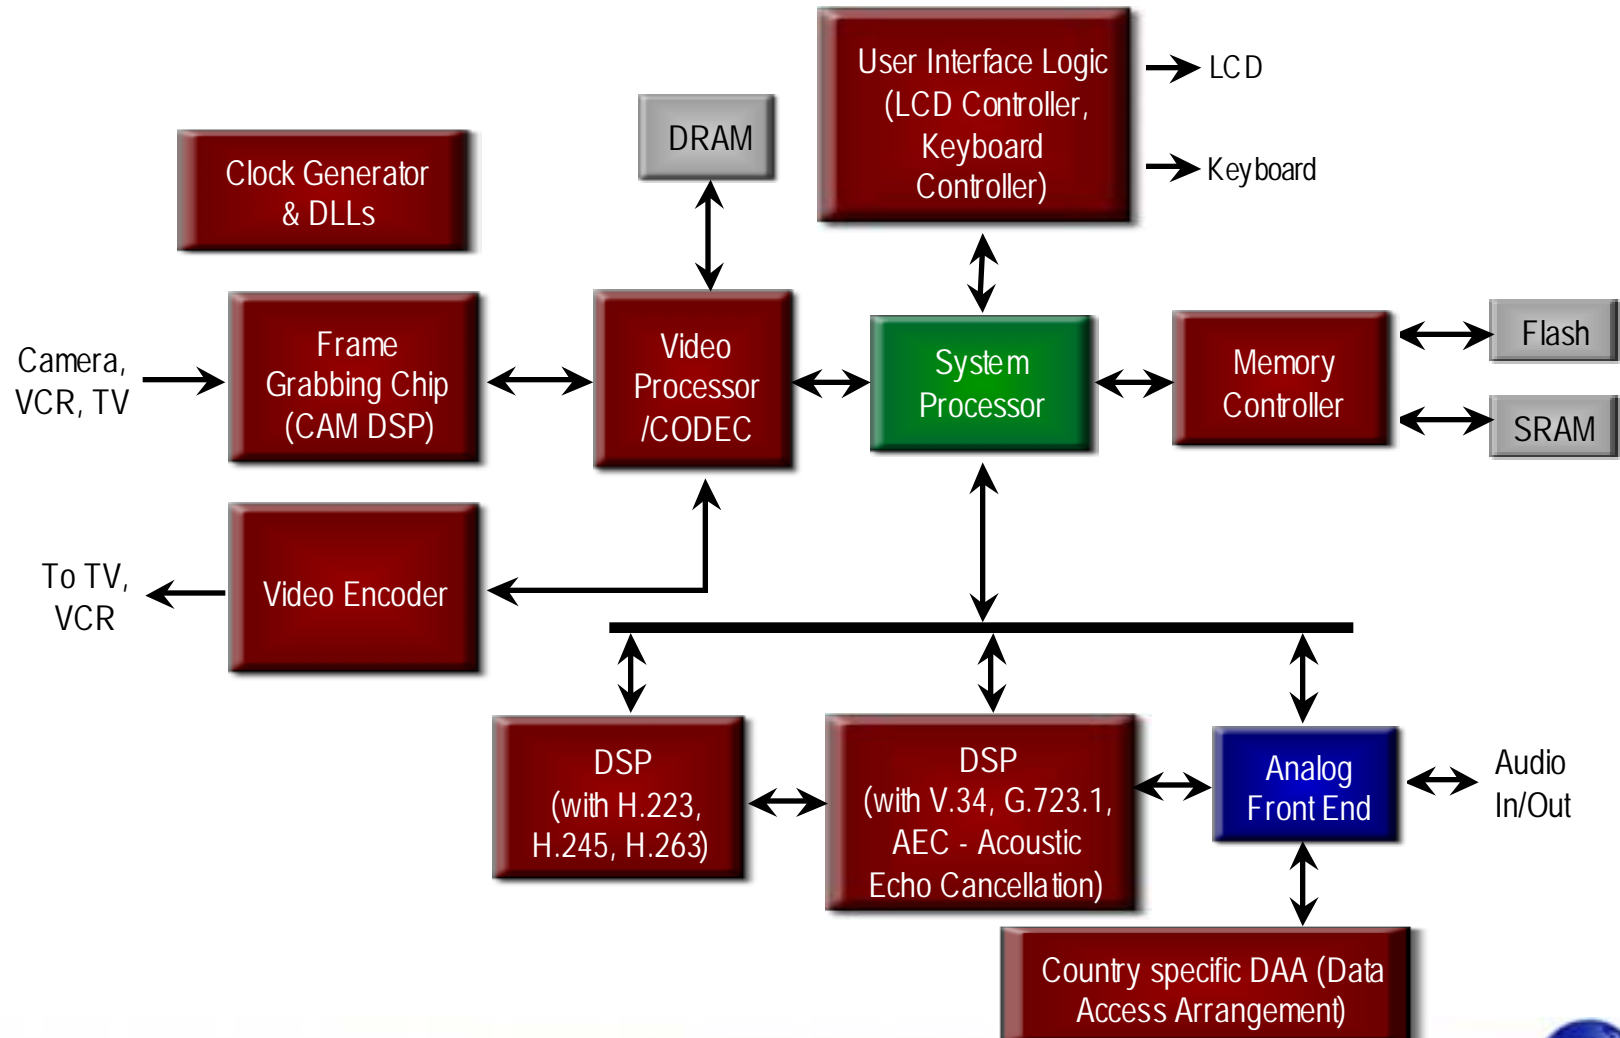 User Interface Logic
(LCD Controller,
Keyboard
Controller)
LCD
Keyboard
DRAM
Clock Generator
& DLLs
Camera,
VCR, TV
Frame
Grabbing Chip
(CAM DSP)
Video
Processor
/CODEC
System
Processor
Memory
Controller
Flash
SRAM
To TV,
VCR
Video Encoder
DSP
(with H.223,
H.245, H.263)
DSP
(with V.34, G.723.1,
AEC - Acoustic
Echo Cancellation)
Analog
Front End
Audio
In/Out
Country specific DAA (Data
Access Arrangement)